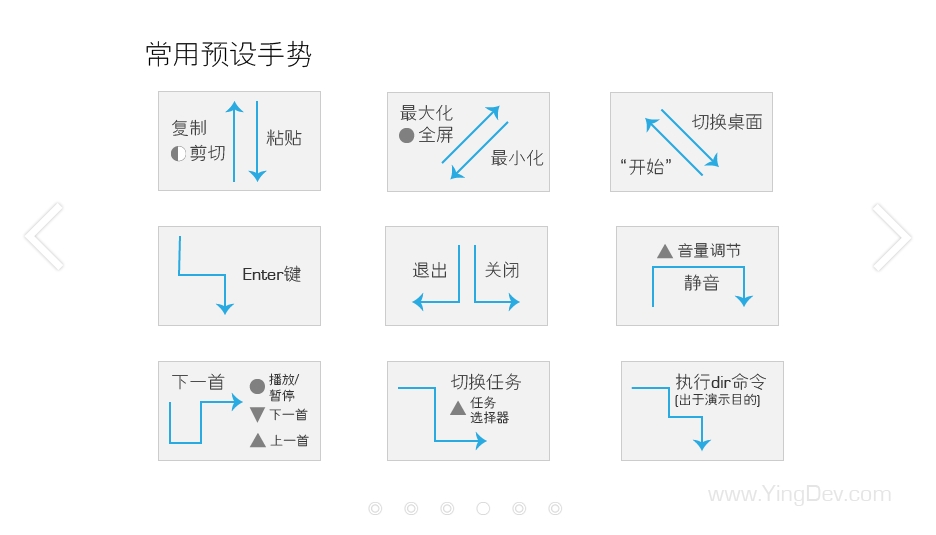 常用预设手势
复制
剪切
粘贴
最大化
全屏
最小化
切换桌面
“开始”
Enter键
退出
关闭
音量调节
静音
下一首
播放/
暂停
下一首
上一首
切换任务
任务
选择器
执行dir命令
(出于演示目的)
www.YingDev.com